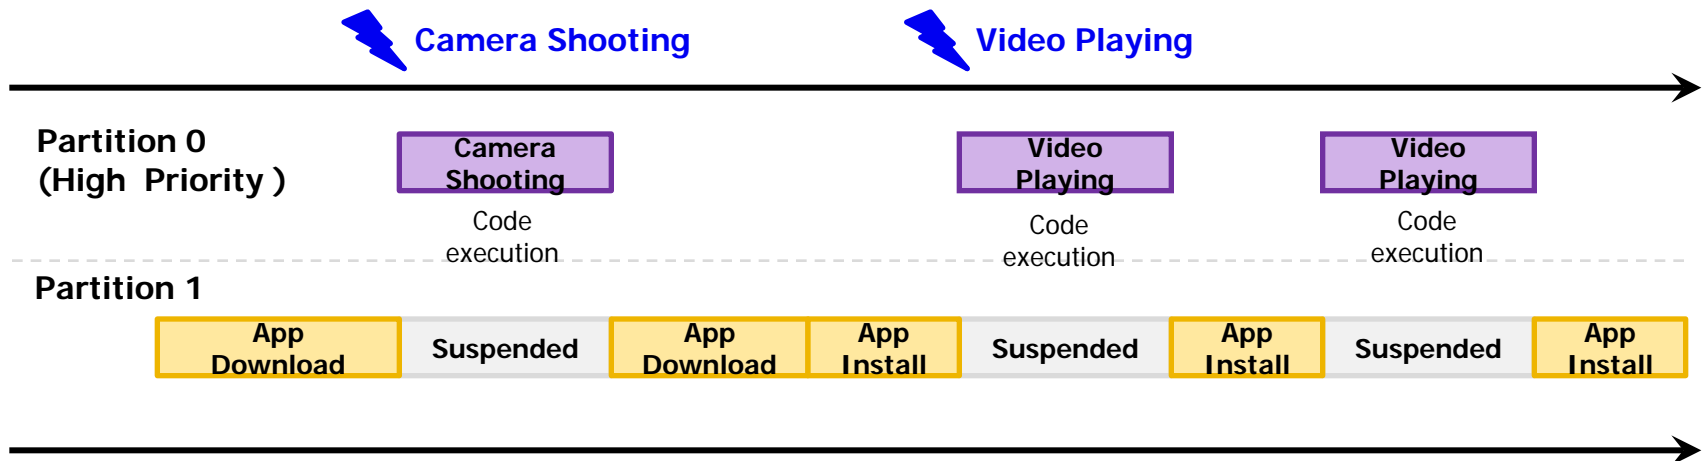 Camera Shooting
Video Playing
Partition 0
(High Priority )
Camera
Shooting
Code
execution
Video
Playing
Code
execution
Video
Playing
Code
execution
Partition 1
App
Download
Suspended
App
Download
App
Install
Suspended
App
Install
Suspended
App
Install